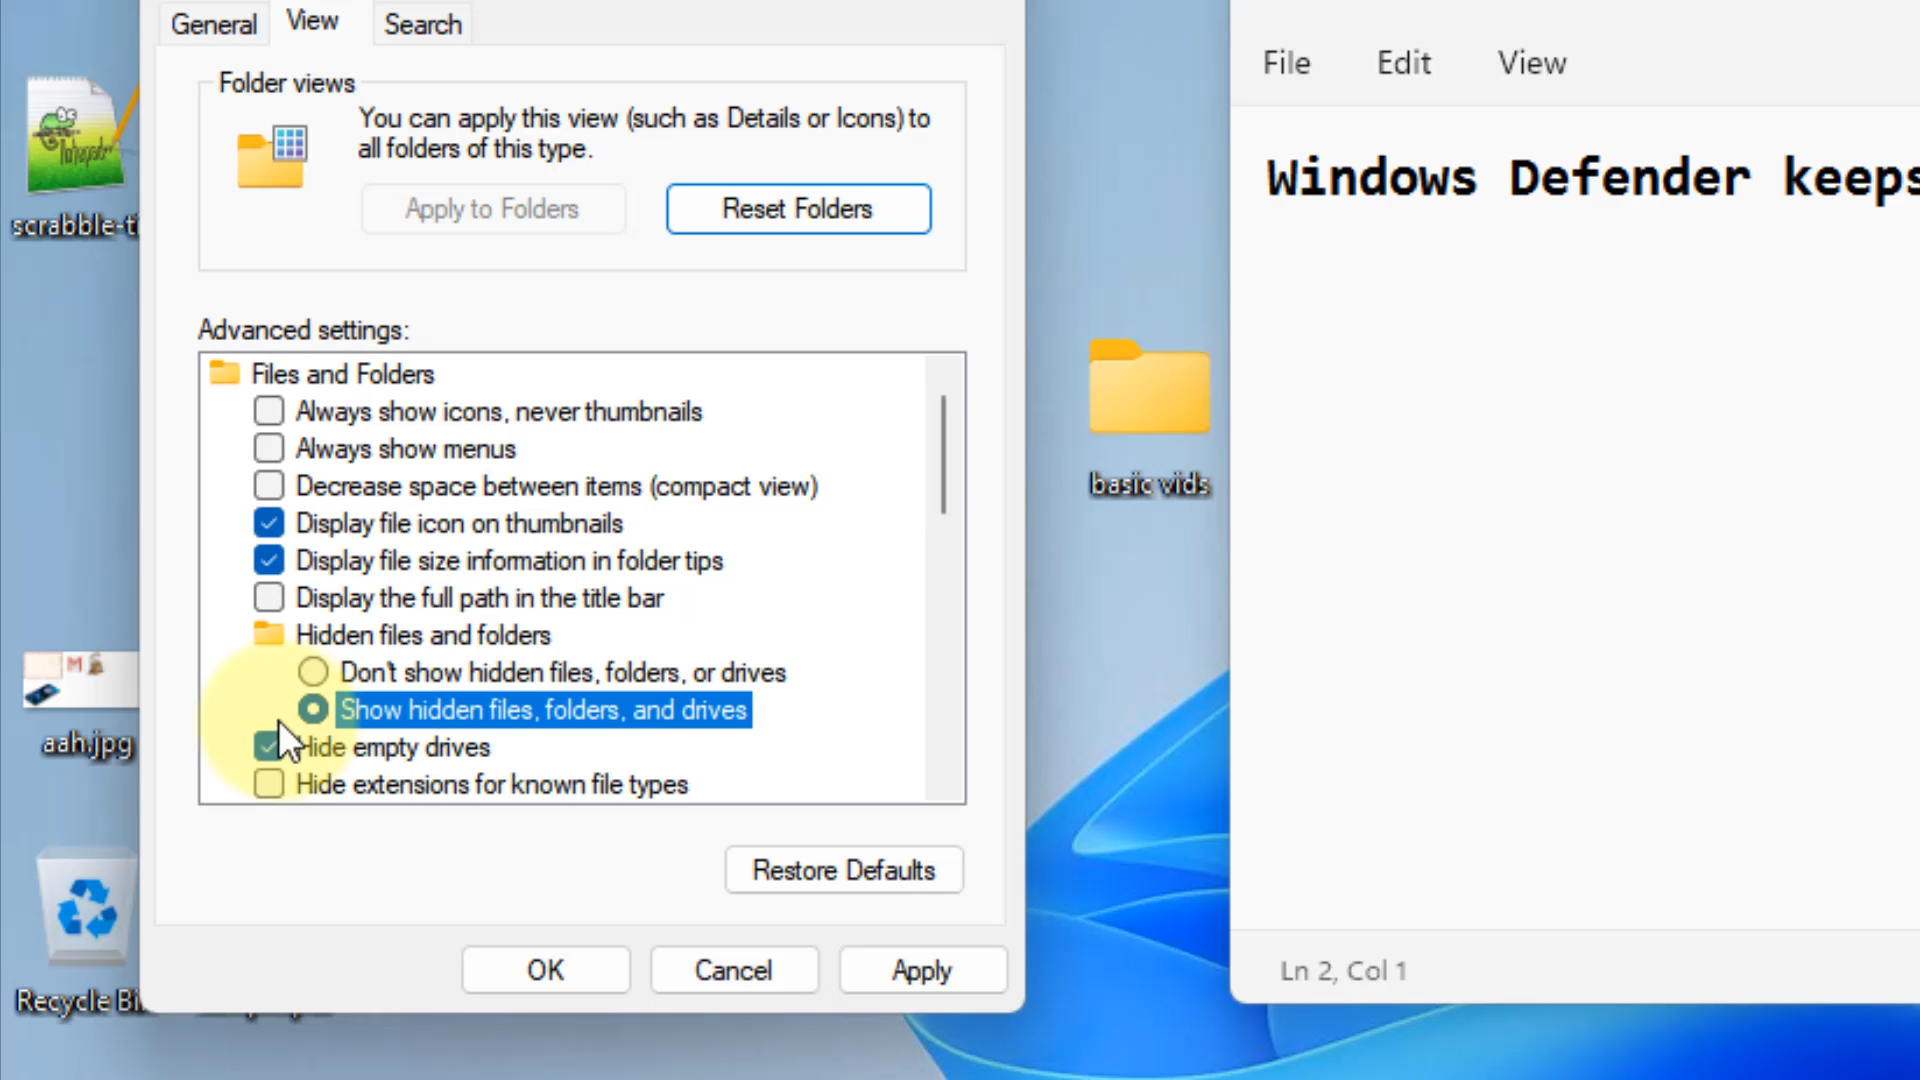 General View Search
Folder views
You can apply this view (such as Details or Icons) to
all folders of this type.
Apply to Folders Reset Folders
Advanced settings:
Files and Folders
Always show icons, never thumbnails
Always show menus
Decrease space between items (compact view)
Display file icon on thumbnails
Display file size information in folder tips
Display the full path in the title bar
Hidden files and folders
Don't show hidden files, folders, or drives
Show hidden files, folders, and drives
Hide empty drives
Hide extensions for known file types
Restore Defaults
OK Cancel Apply
scrabble-ti
aah.jpg
Recycle Bi
basic vids
File Edit View
Windows Defender keeps
Ln 2, Col 1